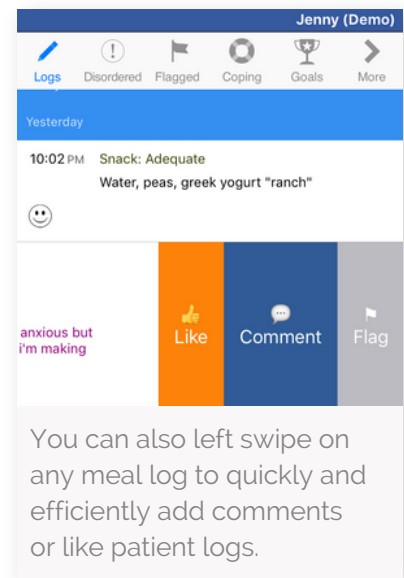 Jenny (Demo)
Logs Disordered Flagged Coping Goals More
Yesterday
10:02 PM Snack: Adequate
Water, peas, greek yogurt "ranch"
anxious but
i'm making
Like Comment Flag
You can also left swipe on
any meal log to quickly and
efficiently add comments
or like patient logs.